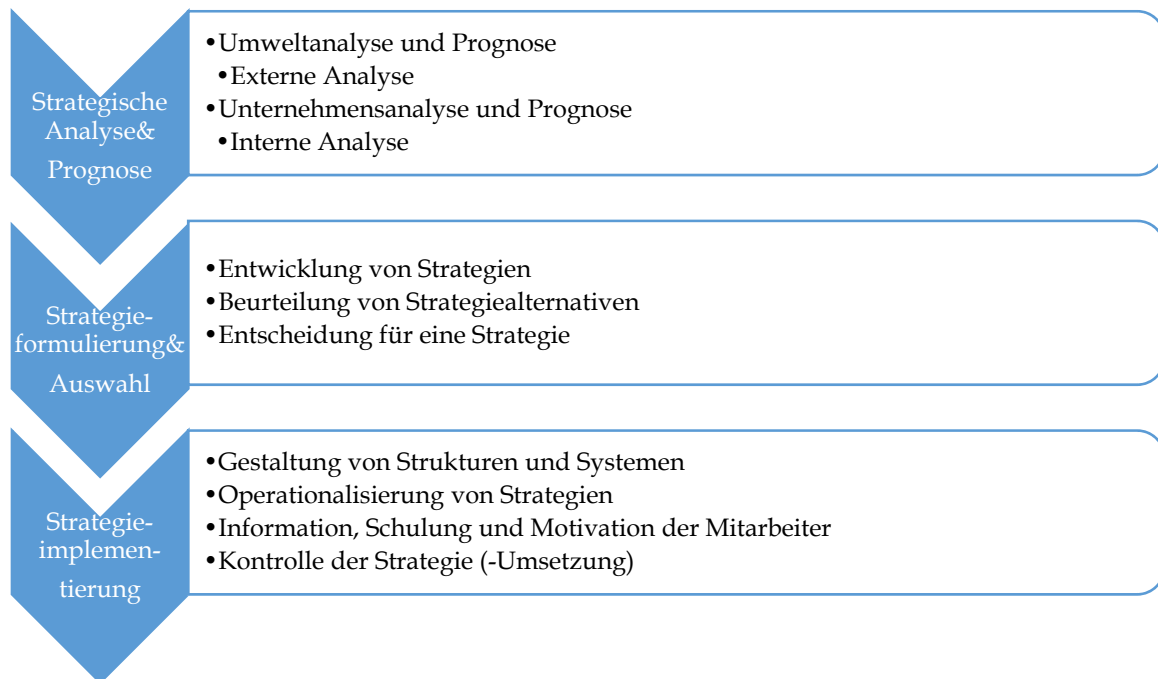 Strategische
Analyse&
Prognose
•Umweltanalyse und Prognose
•Externe Analyse
•Unternehmensanalyse und Prognose
•Interne Analyse
Strategie-
formulierung&
Auswahl
•Entwicklung von Strategien
•Beurteilung von Strategiealternativen
•Entscheidung für eine Strategie
Strategie-
implemen-
tierung
•Gestaltung von Strukturen und Systemen
•Operationalisierung von Strategien
•Information, Schulung und Motivation der Mitarbeiter
•Kontrolle der Strategie (-Umsetzung)